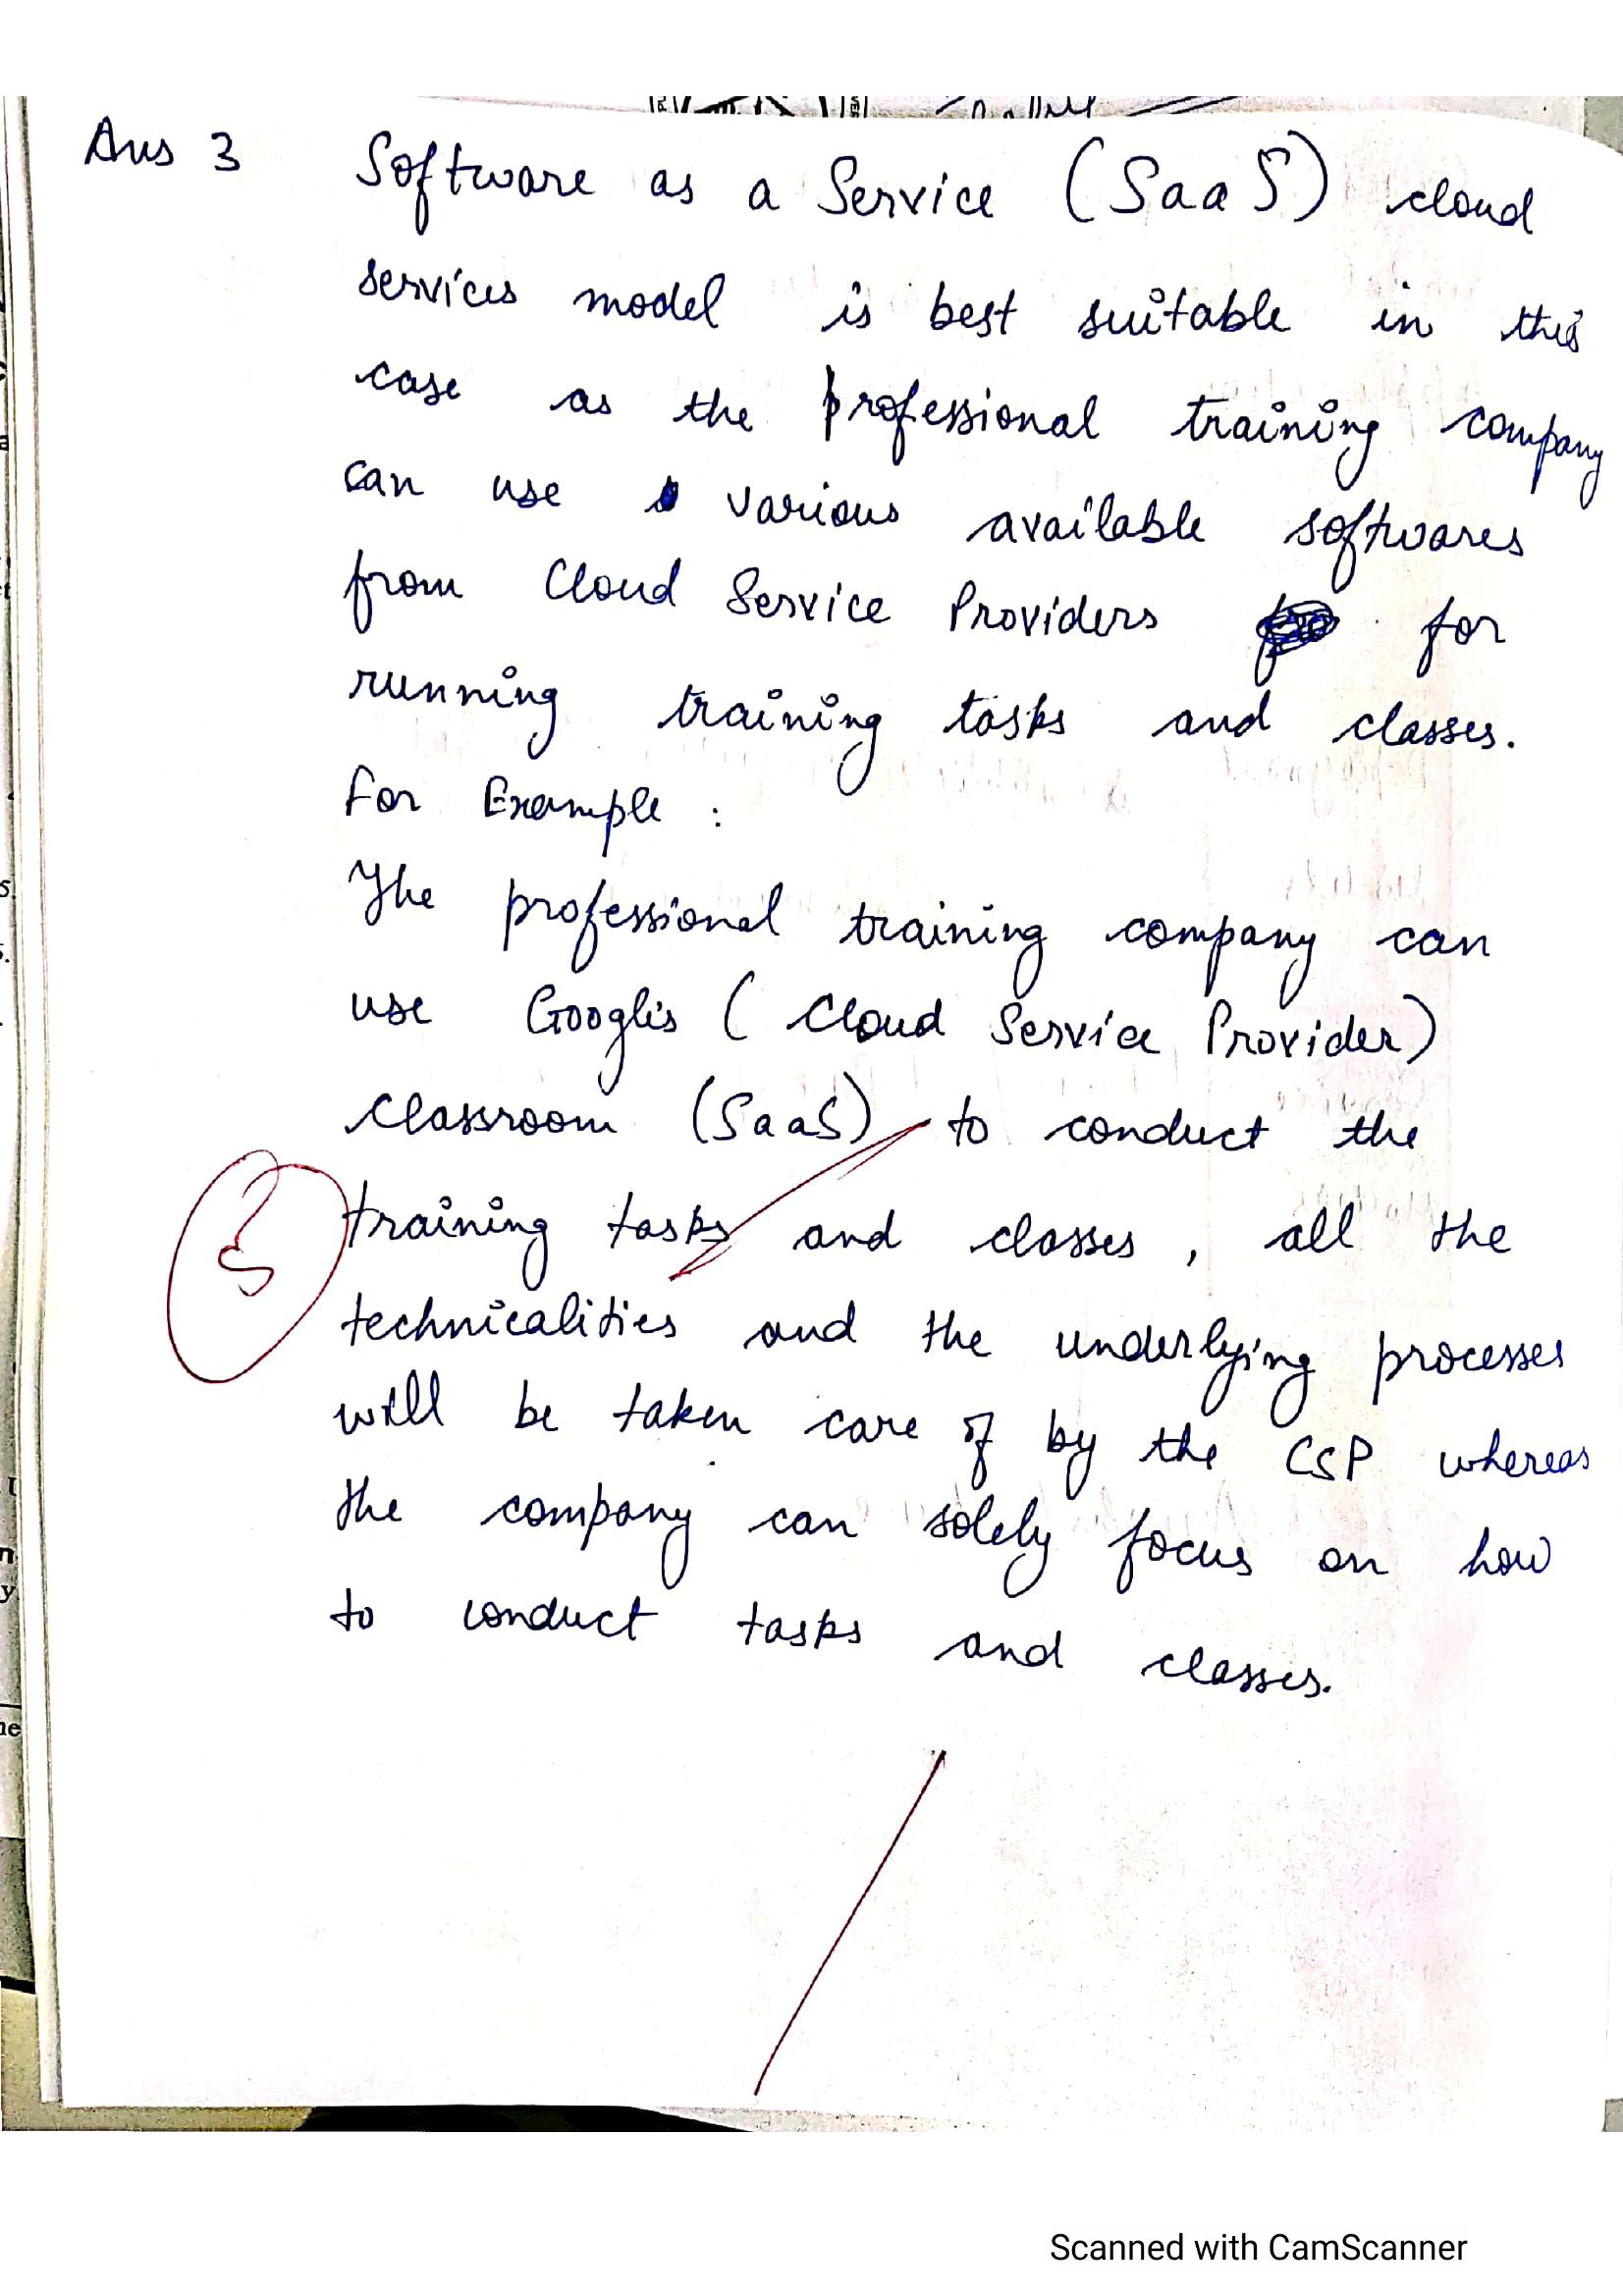 Ans 3 Software as a Service (SaaS) cloud
services model is best suitable in this
case as the professional training company
can use various available softwares
from Cloud Service Providers for
running training tasks and classes.
For Example :
The professional training company can
use Google's ( Cloud Service Provider)
classroom (SaaS) to conduct the
training tasks and classes , all the
technicalities and the underlying processes
will be taken care of by the CSP whereas
the company can solely focus on how
to conduct tasks and classes.
Scanned with CamScanner